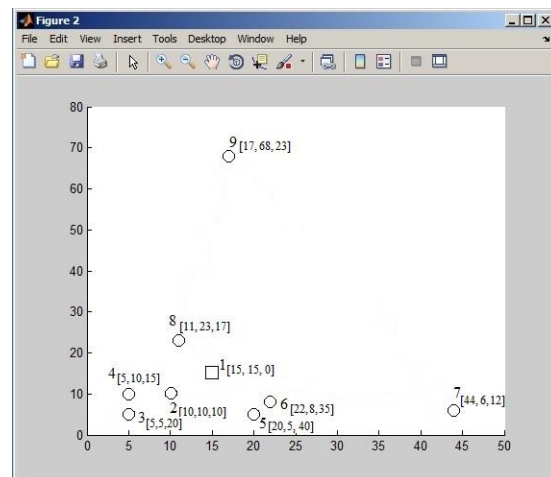 Figure 2
File Edit View Insert Tools Desktop Window Help
80
70
60
50
40
30
20
10
0
9 [17, 68, 23]
8 [11, 23, 17]
1 [15, 15, 0]
4 [5, 10, 15]
2 [10, 10, 10]
3 [5, 5, 20]
6 [22, 8, 35]
5 [20, 5, 40]
7 [44, 6, 12]
0 5 10 15 20 25 30 35 40 45 50